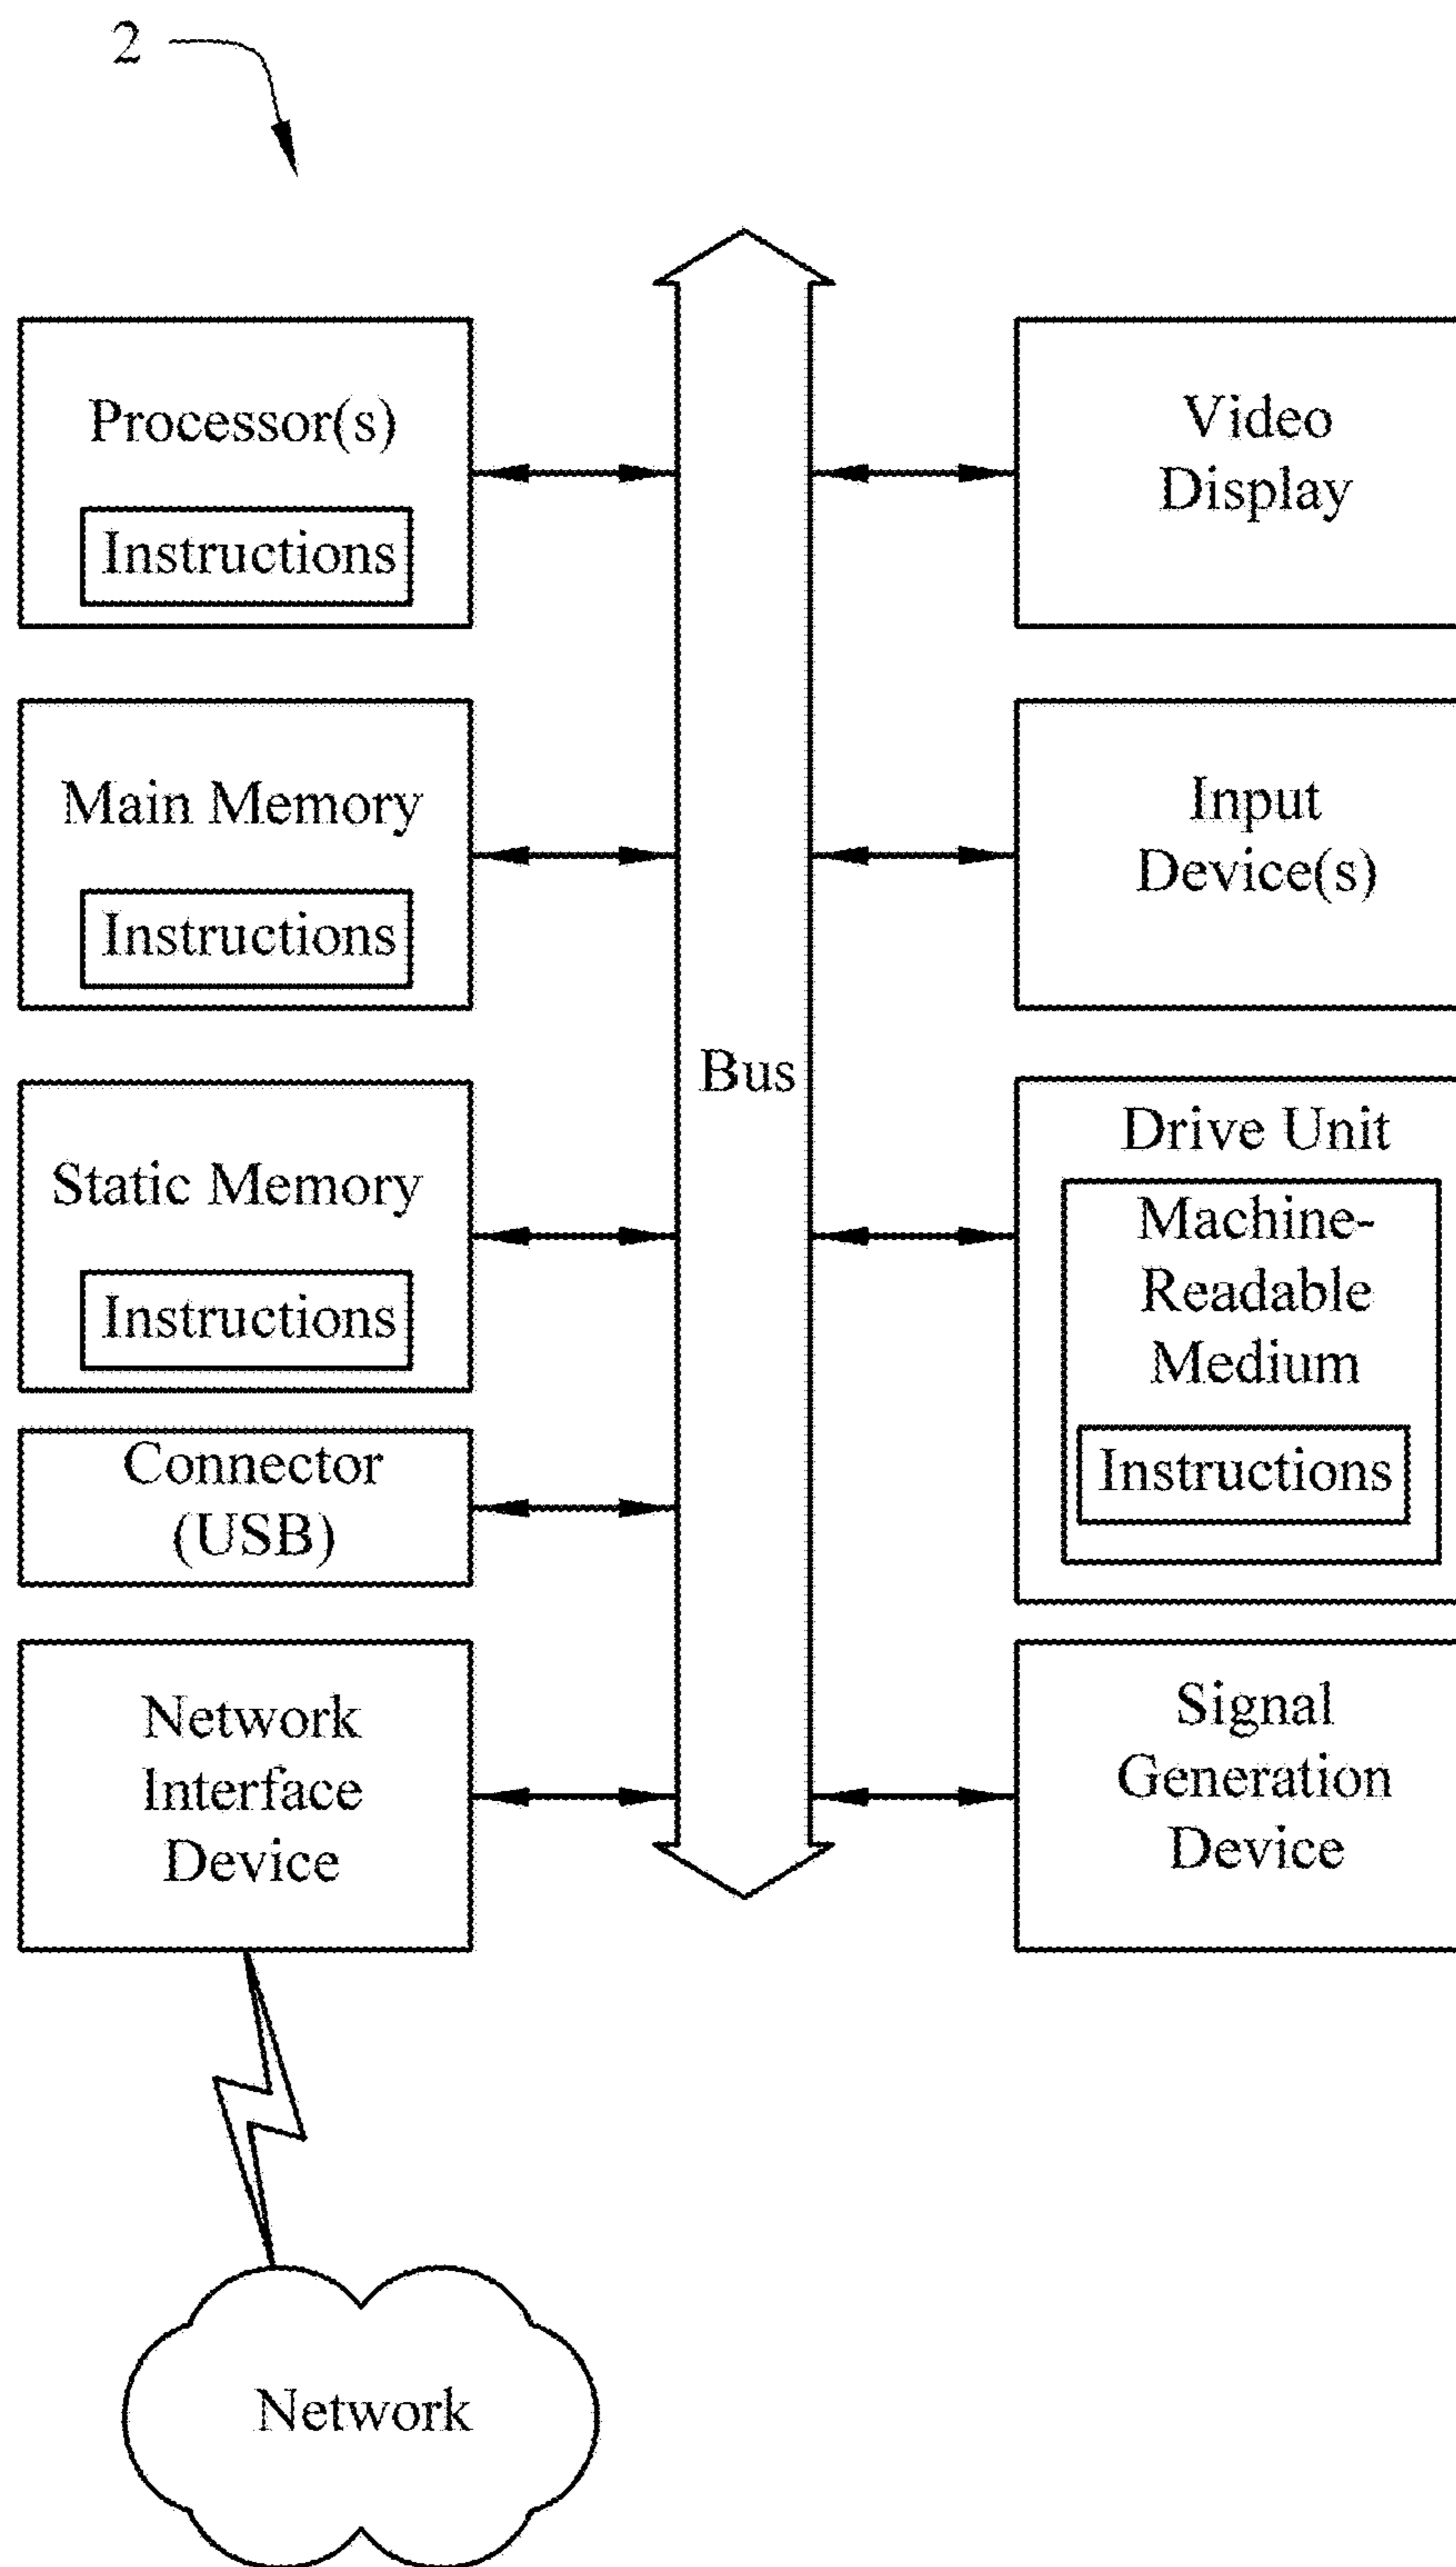 2
Processor(s)
Instructions
Video
Display
Main Memory
Instructions
Input
Device(s)
Bus
Static Memory
Instructions
Drive Unit
Machine-
Readable
Medium
Instructions
Connector
(USB)
Network
Interface
Device
Signal
Generation
Device
Network